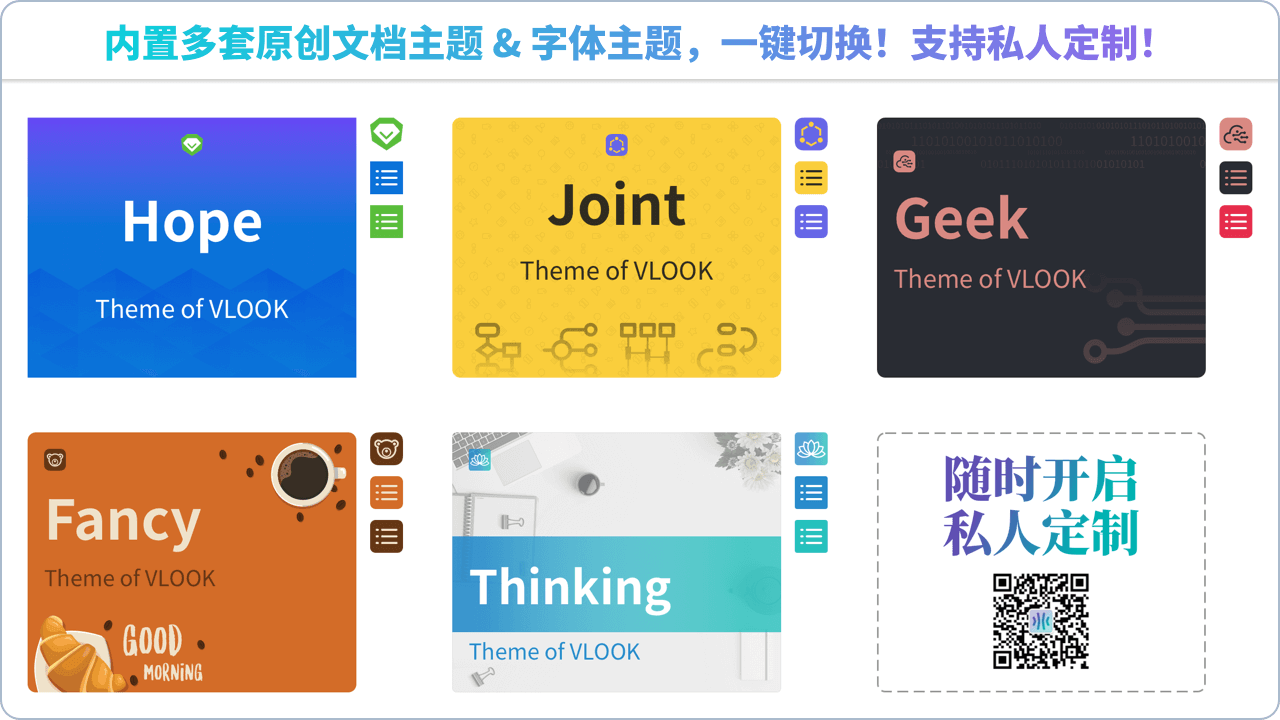 内置多套原创文档主题 & 字体主题，一键切换！支持私人定制！
Hope
Theme of VLOOK
Joint
Theme of VLOOK
Geek
Theme of VLOOK
Fancy
Theme of VLOOK
GOOD
MORNING
Thinking
Theme of VLOOK
随时开启
私人定制